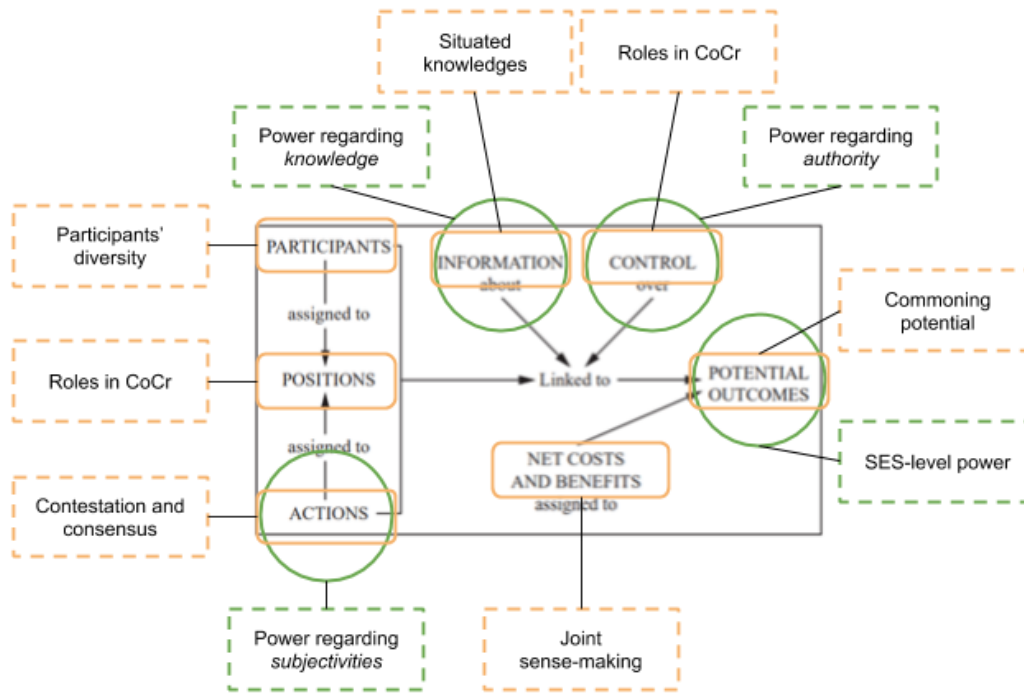 Situated
knowledges
Roles in CoCr
Power regarding
knowledge
Power regarding
authority
Participants'
diversity
PARTICIPANTS
INFORMATION
about
CONTROL
over
assigned to
Commoning
potential
Roles in CoCr
POSITIONS
Linked to
POTENTIAL
OUTCOMES
assigned to
NET COSTS
AND BENEFITS
assigned to
SES-level power
Contestation and
consensus
ACTIONS
Power regarding
subjectivities
Joint
sense-making